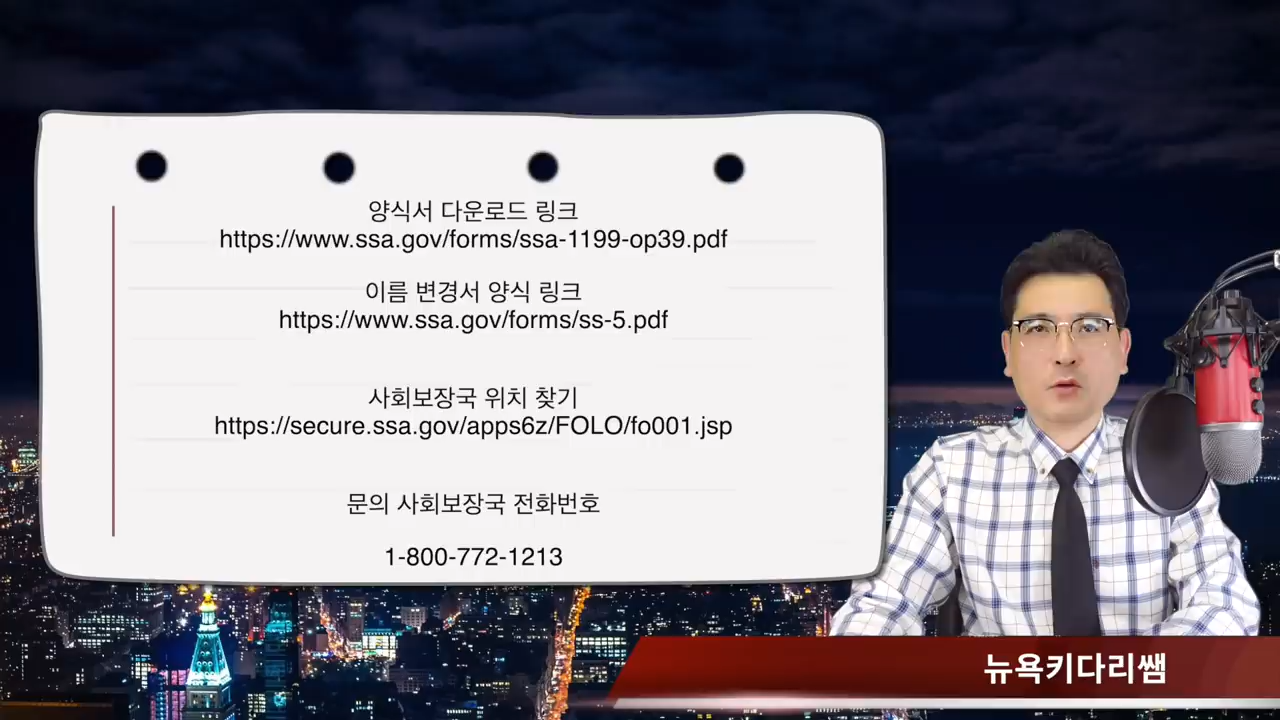 양식서 다운로드 링크
https://www.ssa.gov/forms/ssa-1199-op39.pdf
이름 변경서 양식 링크
https://www.ssa.gov/forms/ss-5.pdf
사회보장국 위치 찾기
https://secure.ssa.gov/apps6z/FOLO/fo001.jsp
문의 사회보장국 전화번호
1-800-772-1213
뉴욕키다리쌤